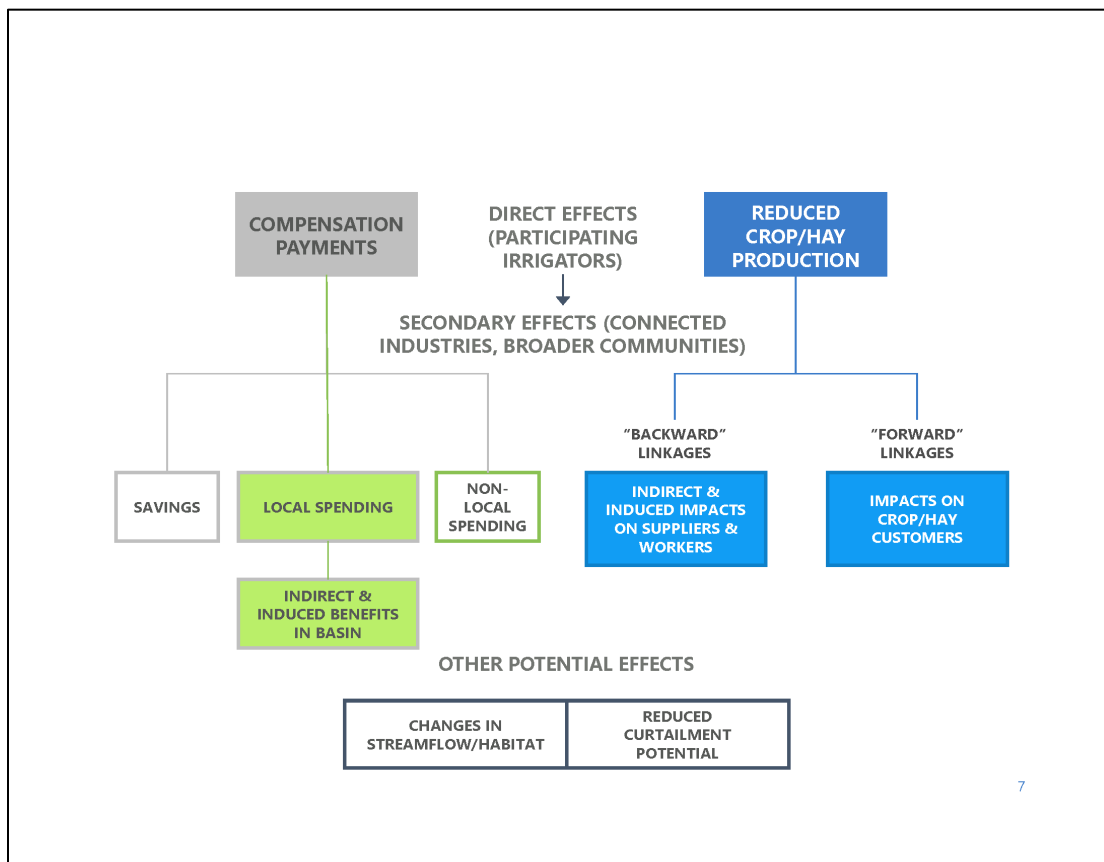 COMPENSATION
PAYMENTS
DIRECT EFFECTS
(PARTICIPATING
IRRIGATORS)
REDUCED
CROP/HAY
PRODUCTION
SECONDARY EFFECTS (CONNECTED
INDUSTRIES, BROADER COMMUNITIES)
“BACKWARD”
LINKAGES
“FORWARD”
LINKAGES
SAVINGS
LOCAL SPENDING
NON-
LOCAL
SPENDING
INDIRECT &
INDUCED IMPACTS
ON SUPPLIERS &
WORKERS
IMPACTS ON
CROP/HAY
CUSTOMERS
INDIRECT &
INDUCED BENEFITS
IN BASIN
OTHER POTENTIAL EFFECTS
CHANGES IN
STREAMFLOW/HABITAT
REDUCED
CURTAILMENT
POTENTIAL
7